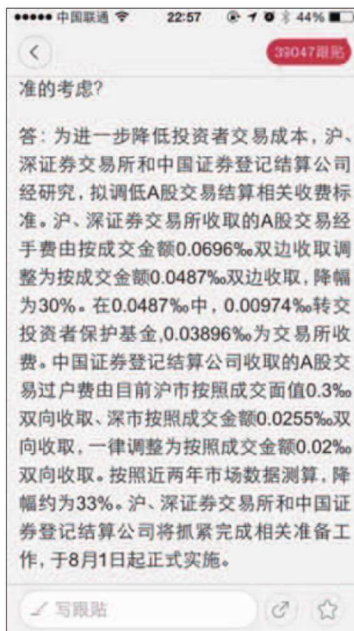 中国联通 22:57 44%
39047跟贴
准的考虑?
答：为进一步降低投资者交易成本，沪、
深证券交易所和中国证券登记结算公司
经研究，拟调低A股交易结算相关收费标
准。沪、深证券交易所收取的A股交易经
手费由按成交金额0.0696‰双边收取调
整为按成交金额0.0487‰双边收取，降幅
为30%。在0.0487‰中，0.00974‰转交
投资者保护基金,0.03896‰为交易所收
费。中国证券登记结算公司收取的A股交
易过户费由目前沪市按照成交面值0.3‰
双向收取、深市按照成交金额0.0255‰双
向收取，一律调整为按照成交金额0.02‰
双向收取。按照近两年市场数据测算，降
幅约为33%。沪、深证券交易所和中国证
券登记结算公司将抓紧完成相关准备工
作，于8月1日起正式实施。
写跟贴